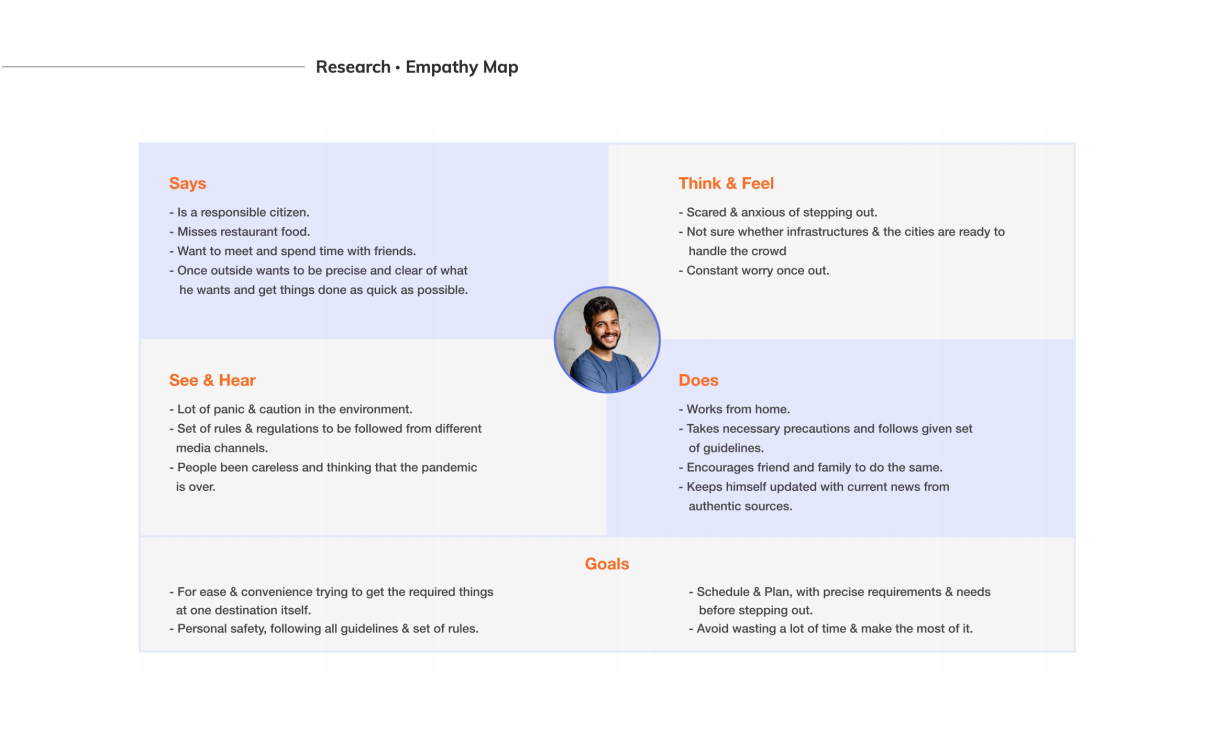 Research • Empathy Map
Says
- Is a responsible citizen.
- Misses restaurant food.
- Want to meet and spend time with friends.
- Once outside wants to be precise and clear of what
he wants and get things done as quick as possible.
Think & Feel
- Scared & anxious of stepping out.
- Not sure whether infrastructures & the cities are ready to
handle the crowd
- Constant worry once out.
See & Hear
- Lot of panic & caution in the environment.
- Set of rules & regulations to be followed from different
media channels.
- People been careless and thinking that the pandemic
is over.
Does
- Works from home.
- Takes necessary precautions and follows given set
of guidelines.
- Encourages friend and family to do the same.
- Keeps himself updated with current news from
authentic sources.
Goals
- For ease & convenience trying to get the required things
at one destination itself.
- Personal safety, following all guidelines & set of rules.
- Schedule & Plan, with precise requirements & needs
before stepping out.
- Avoid wasting a lot of time & make the most of it.